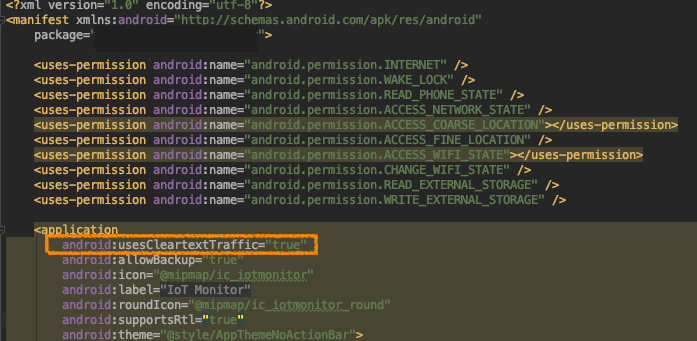 <?xml version="1.0" encoding="utf-8"?>
<manifest xmlns:android="http://schemas.android.com/apk/res/android"
package=" ">
<uses-permission android:name="android.permission.INTERNET" />
<uses-permission android:name="android.permission.WAKE_LOCK" />
<uses-permission android:name="android.permission.READ_PHONE_STATE" />
<uses-permission android:name="android.permission.ACCESS_NETWORK_STATE" />
<uses-permission android:name="android.permission.ACCESS_COARSE_LOCATION"></uses-permission>
<uses-permission android:name="android.permission.ACCESS_FINE_LOCATION" />
<uses-permission android:name="android.permission.ACCESS_WIFI_STATE"></uses-permission>
<uses-permission android:name="android.permission.CHANGE_WIFI_STATE" />
<uses-permission android:name="android.permission.READ_EXTERNAL_STORAGE" />
<uses-permission android:name="android.permission.WRITE_EXTERNAL_STORAGE" />
<application
android:usesCleartextTraffic="true"
android:allowBackup="true"
android:icon="@mipmap/ic_iotmonitor"
android:label="IoT Monitor"
android:roundIcon="@mipmap/ic_iotmonitor_round"
android:supportsRtl="true"
android:theme="@style/AppThemeNoActionBar">